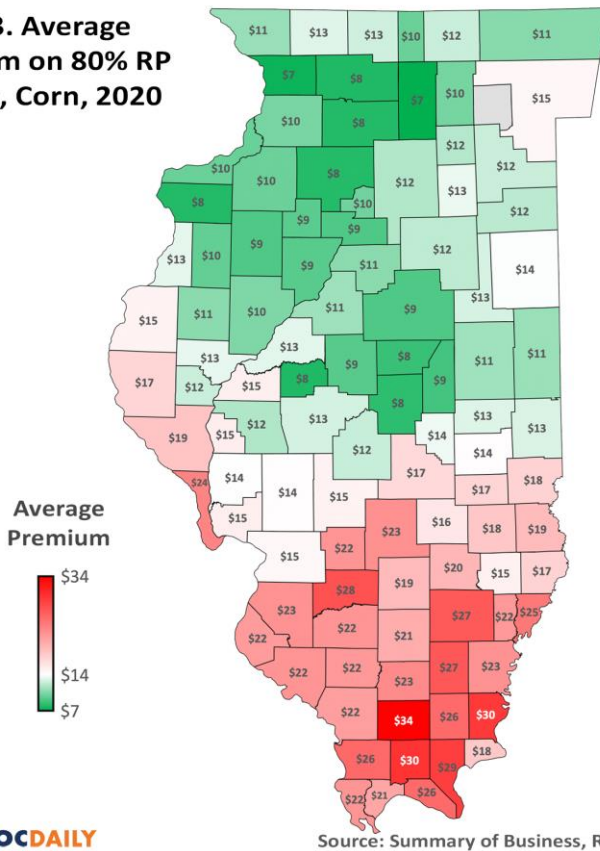 3. Average
m on 80% RP
, Corn, 2020
$11 $13 $13 $10 $12 $11
$7 $8 $7 $10 $15
$10 $8 $12
$10 $10 $8 $12 $13 $12
$8 $9 $10 $9 $12
$13 $10 $9 $9 $11 $12 $14
$15 $11 $10 $11 $9 $13
$13 $13 $9 $8 $11 $11
$17 $12 $15 $8 $9
$19 $15 $12 $13 $8 $13 $13
$12 $14 $14
$24 $14 $14 $15 $17 $17 $18
$15 $23 $16 $18 $19
$15 $22 $20 $15 $17
$28 $19
$23 $22 $27 $22 $25
$22 $21
$22 $22 $23 $27 $23
$22 $34 $26 $30
$26 $30 $29 $18
$22 $21 $26
Average
Premium
$34
$14
$7
OCDAILY
Source: Summary of Business, R